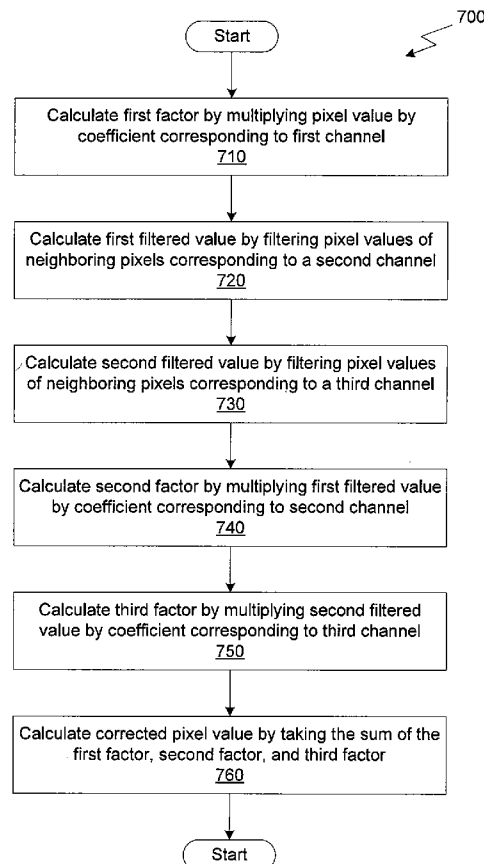 700
Start
Calculate first factor by multiplying pixel value by
coefficient corresponding to first channel
710
Calculate first filtered value by filtering pixel values of
neighboring pixels corresponding to a second channel
720
Calculate second filtered value by filtering pixel values
of neighboring pixels corresponding to a third channel
730
Calculate second factor by multiplying first filtered value
by coefficient corresponding to second channel
740
Calculate third factor by multiplying second filtered
value by coefficient corresponding to third channel
750
Calculate corrected pixel value by taking the sum of the
first factor, second factor, and third factor
760
Start